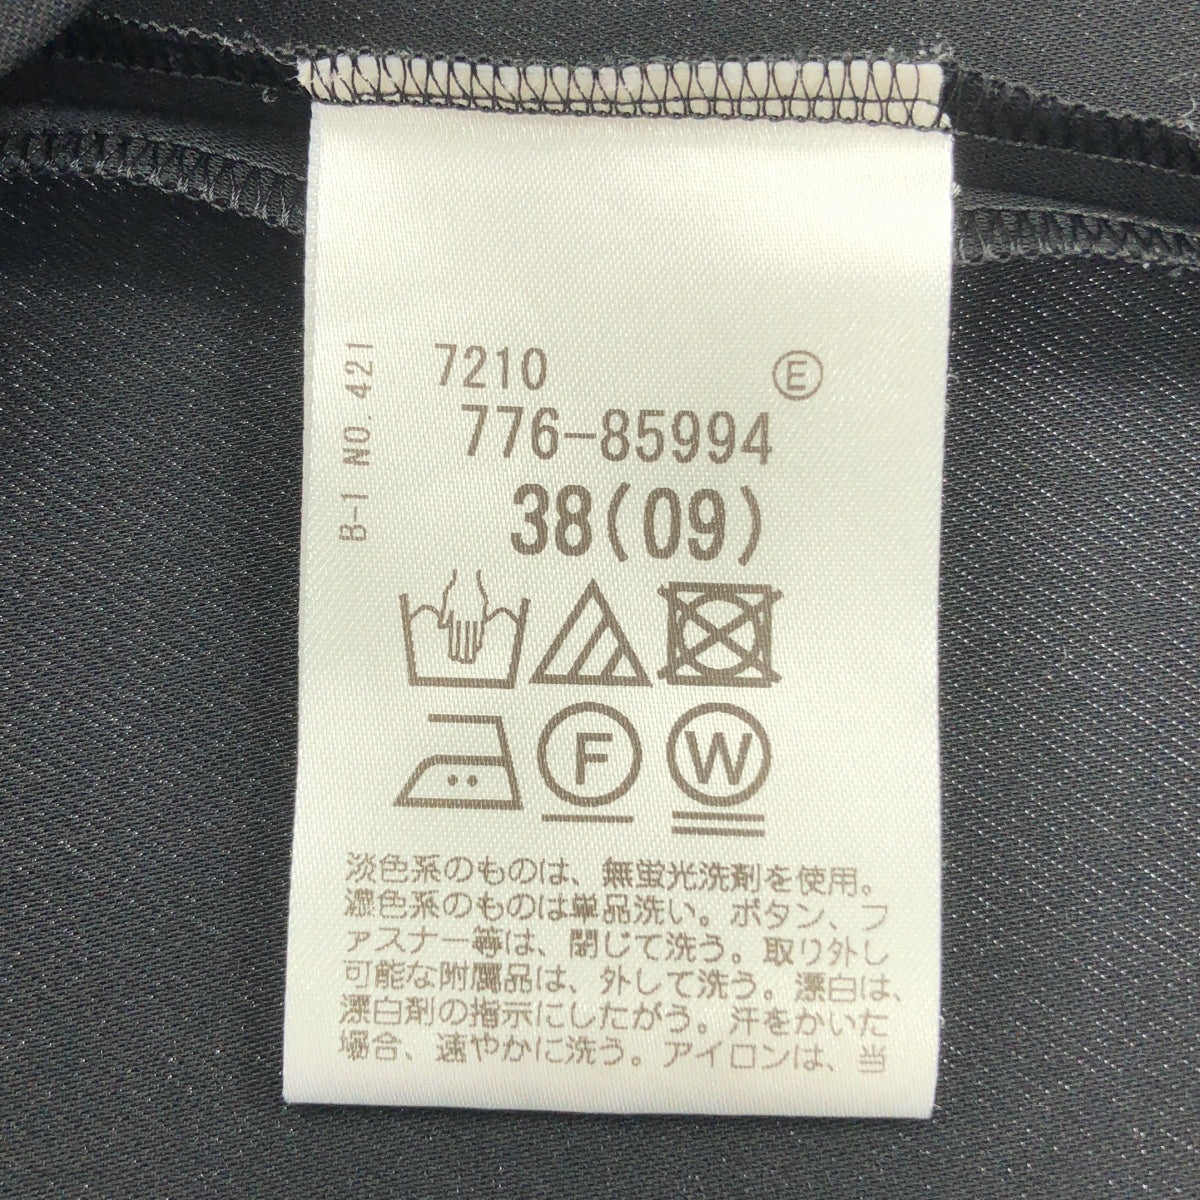 B-1 NO.421
7210
E
776-85994
38(09)
F
W
淡色系のものは、無蛍光洗剤を使用。
濃色系のものは単品洗い。ボタン、フ
ァスナー等は、閉じて洗う。取り外し
可能な附属品は、外して洗う。漂白は、
漂白剤の指示にしたがう。汗をかいた
場合、速やかに洗う。アイロンは、当